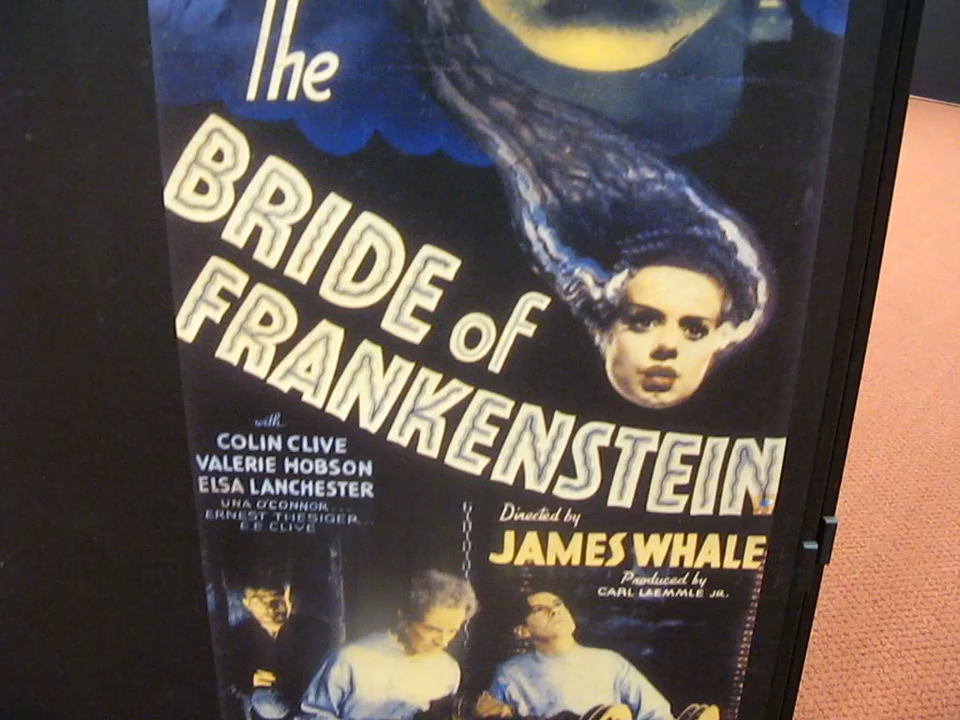 The
BRIDE of
FRANKENSTEIN
with
COLIN CLIVE
VALERIE HOBSON
ELSA LANCHESTER
UNA O'CONNOR...
ERNEST THESIGER...
E.E. CLIVE
Directed by
JAMES WHALE
Produced by
CARL LAEMMLE JR.